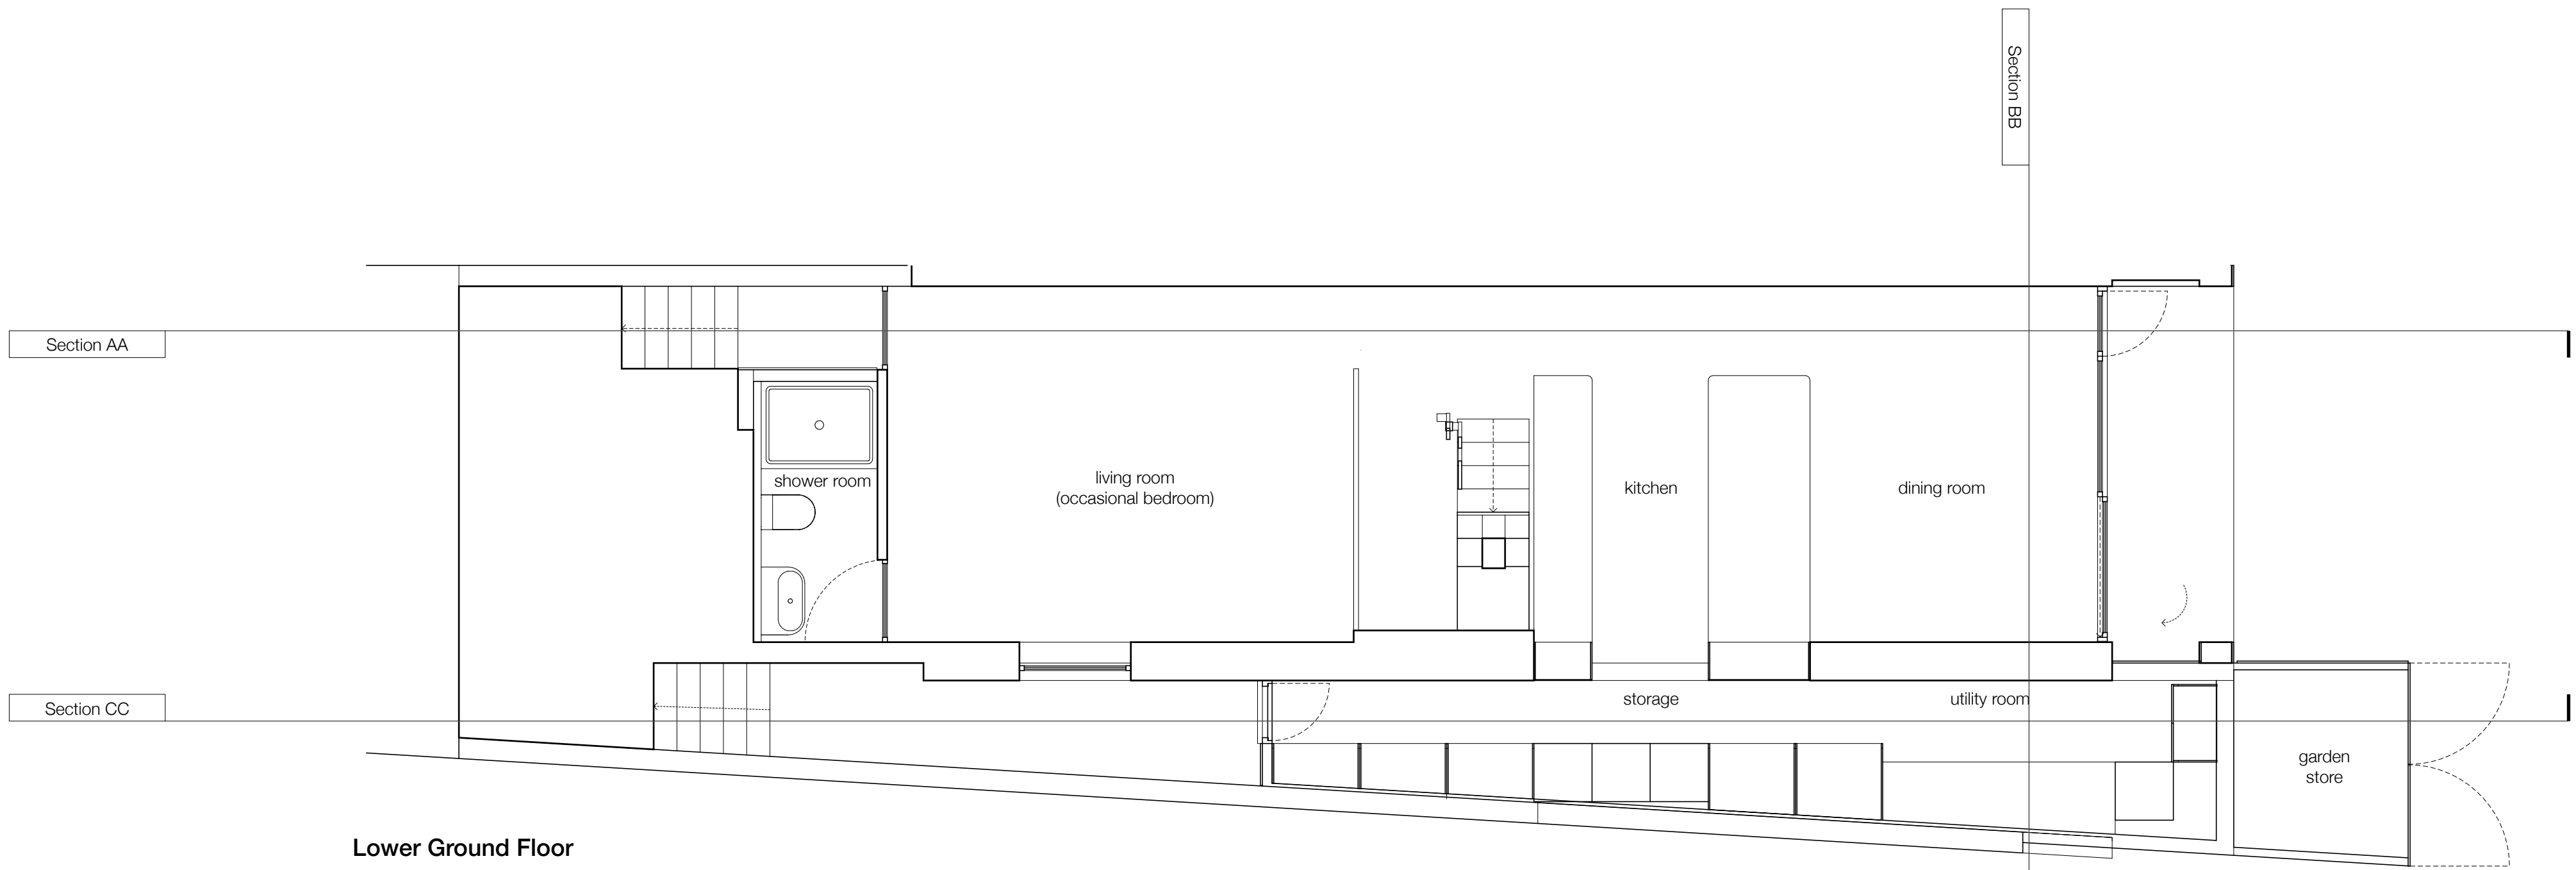 Section BB
Section AA
shower room
living room
(occasional bedroom)
kitchen
dining room
Section CC
storage
utility room
garden
store
Lower Ground Floor